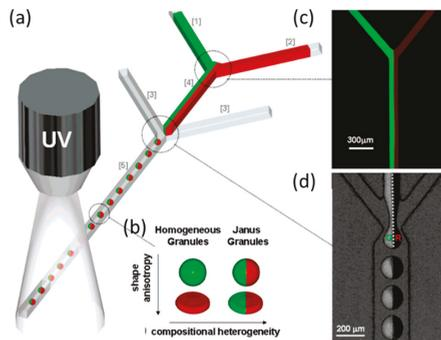 (a)
[1]
[2]
[4]
[3]
[3]
[5]
UV
(b)
Homogeneous Janus
Granules Granules
shape
anisotropy
compositional heterogeneity
(c)
300μm
(d)
R
200 μm